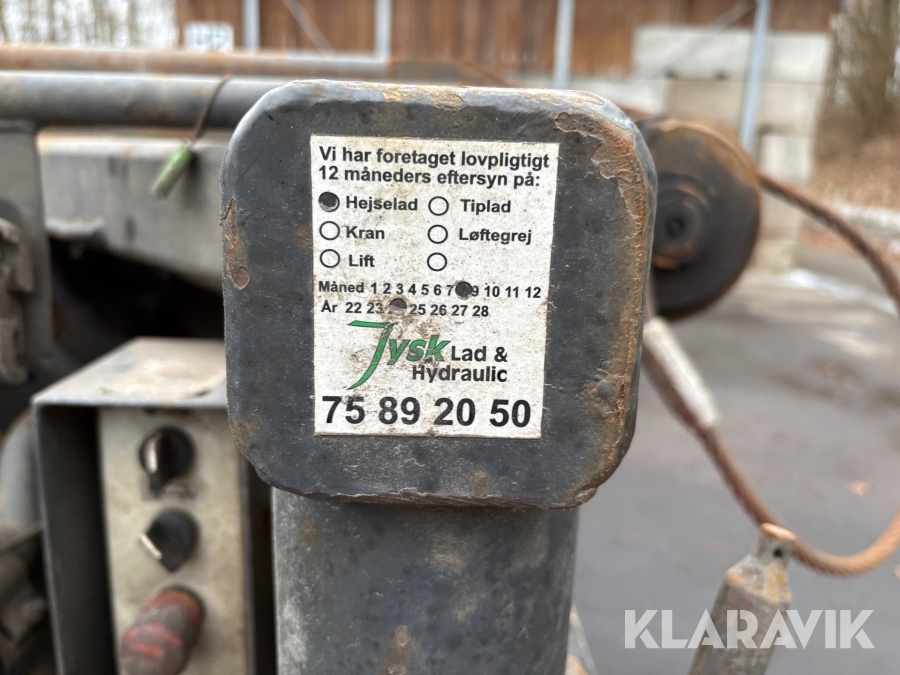 Vi har foretaget lovpligtigt
12 måneders eftersyn på:
Hejselad Tiplad
Kran Løftegrej
Lift
Måned 1 2 3 4 5 6 7 9 10 11 12
År 22 23 25 26 27 28
Jysk Lad &
Hydraulic
75 89 20 50
KLARAVIK